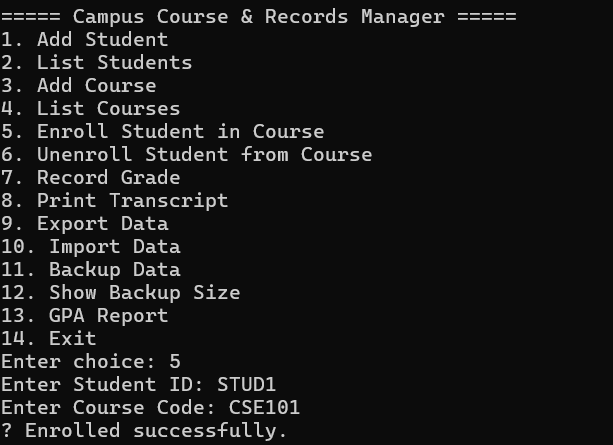 ===== Campus Course & Records Manager =====
1. Add Student
2. List Students
3. Add Course
4. List Courses
5. Enroll Student in Course
6. Unenroll Student from Course
7. Record Grade
8. Print Transcript
9. Export Data
10. Import Data
11. Backup Data
12. Show Backup Size
13. GPA Report
14. Exit
Enter choice: 5
Enter Student ID: STUD1
Enter Course Code: CSE101
? Enrolled successfully.